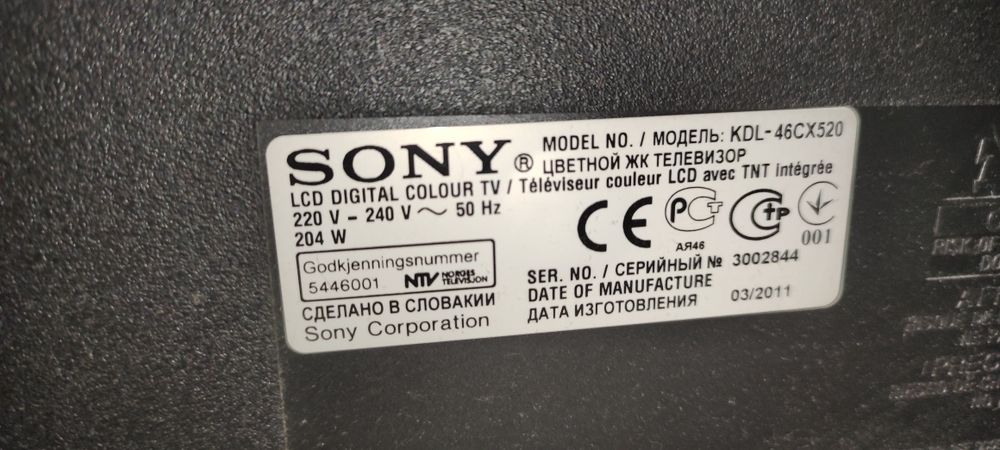 SONY®
MODEL NO. / МОДЕЛЬ: KDL-46CX520
ЦВЕТНОЙ ЖК ТЕЛЕВИЗОР
LCD DIGITAL COLOUR TV / Téléviseur couleur LCD avec TNT intégrée
220 V - 240 V ~ 50 Hz
204 W
CE
АЯ46
001
Godkjenningsnummer
5446001 NTV NORGES TELEVISJON
SER. NO. / СЕРИЙНЫЙ № 3002844
DATE OF MANUFACTURE
ДАТА ИЗГОТОВЛЕНИЯ 03/2011
СДЕЛАНО В СЛОВАКИИ
Sony Corporation